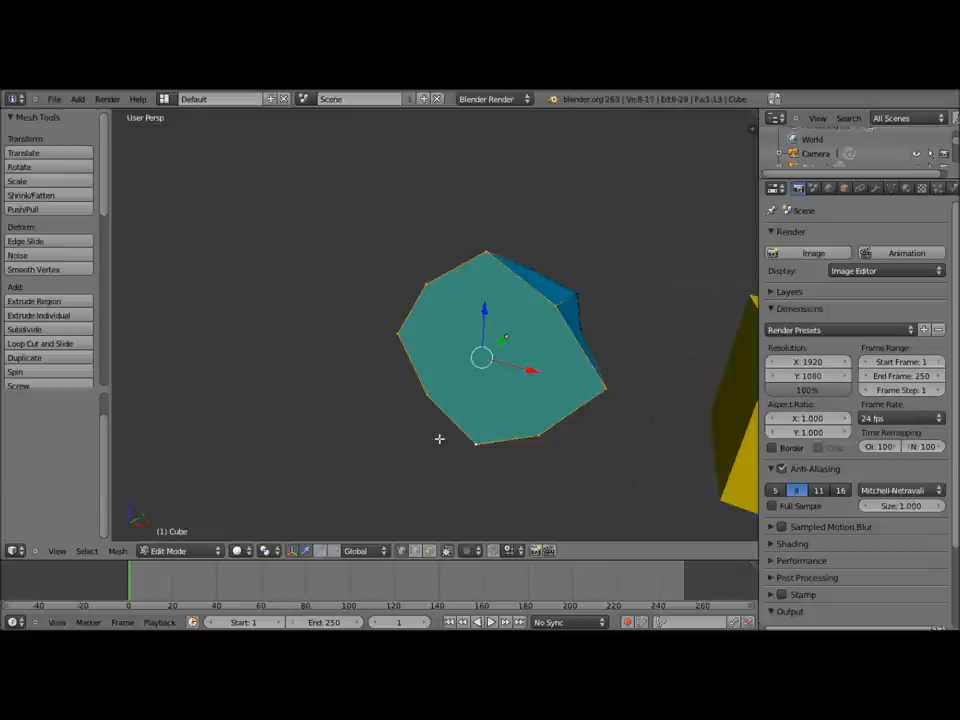 File Add Render Help Default Scene 1 Blender Render blender.org 263 | Ve:8-11 | Ed:8-28 | Fa:1-13 | Cube
Mesh Tools
User Persp
View Search All Scenes
World
Camera
Transform:
Translate
Rotate
Scale
Shrink/Fatten
Push/Pull
Deform:
Edge Slide
Noise
Smooth Vertex
Add:
Extrude Region
Extrude Individual
Subdivide
Loop Cut and Slide
Duplicate
Spin
Screw
Scene
Render
Image Animation
Display: Image Editor
Layers
Dimensions
Render Presets
Resolution: Frame Range:
X: 1920 Start Frame: 1
Y: 1080 End Frame: 250
100% Frame Step: 1
Aspect Ratio: Frame Rate:
X: 1.000 24 fps
Y: 1.000 Time Remapping
Border Crop :Ol: 100 N: 100
Anti-Aliasing
5 8 11 16 Mitchell-Netravali
Full Sample Size: 1.000
Sampled Motion Blur
Shading
Performance
Post Processing
Stamp
Output
(1) Cube
View Select Mesh Edit Mode Global
-40 -20 0 20 40 60 80 100 120 140 160 180 200 220 240 260
View Marker Frame Playback Start: 1 End: 250 1 No Sync